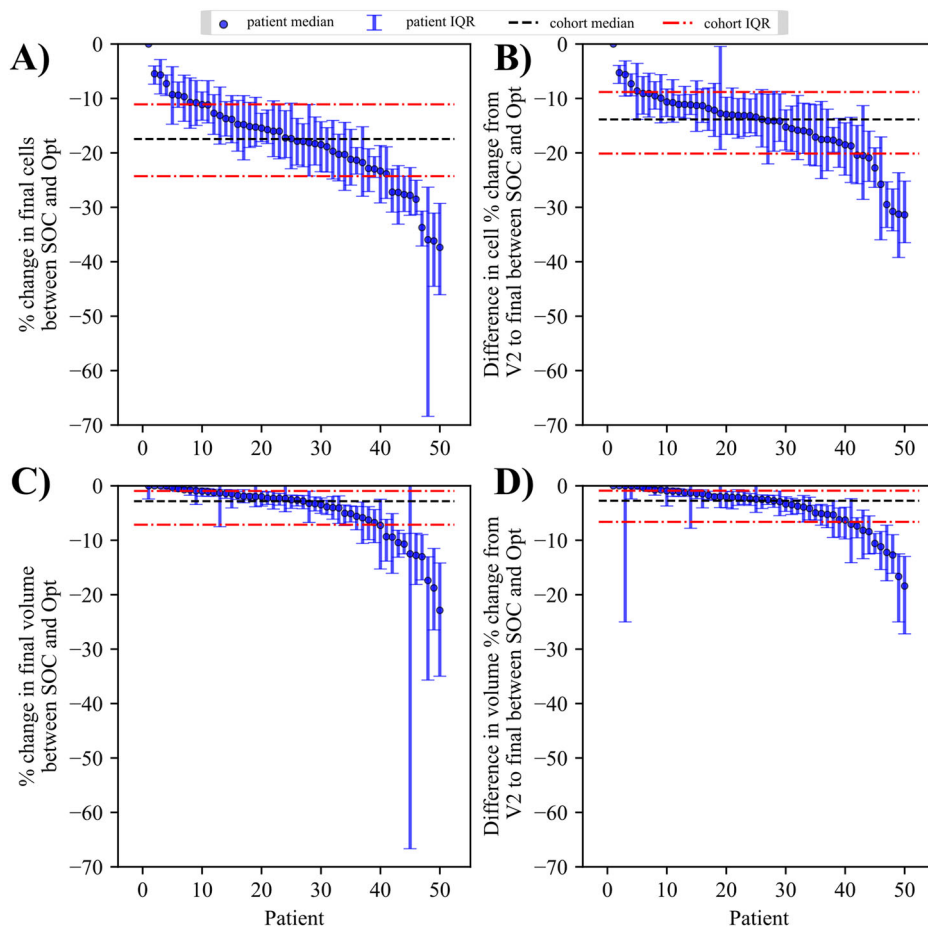 patient median patient IQR cohort median cohort IQR
A)
0
−10
−20
−30
−40
−50
−60
−70
0 10 20 30 40 50
% change in final cells
between SOC and Opt
B)
0
−10
−20
−30
−40
−50
−60
−70
0 10 20 30 40 50
Difference in cell % change from
V2 to final between SOC and Opt
C)
0
−10
−20
−30
−40
−50
−60
−70
0 10 20 30 40 50
Patient
% change in final volume
between SOC and Opt
D)
0
−10
−20
−30
−40
−50
−60
−70
0 10 20 30 40 50
Patient
Difference in volume % change from
V2 to final between SOC and Opt